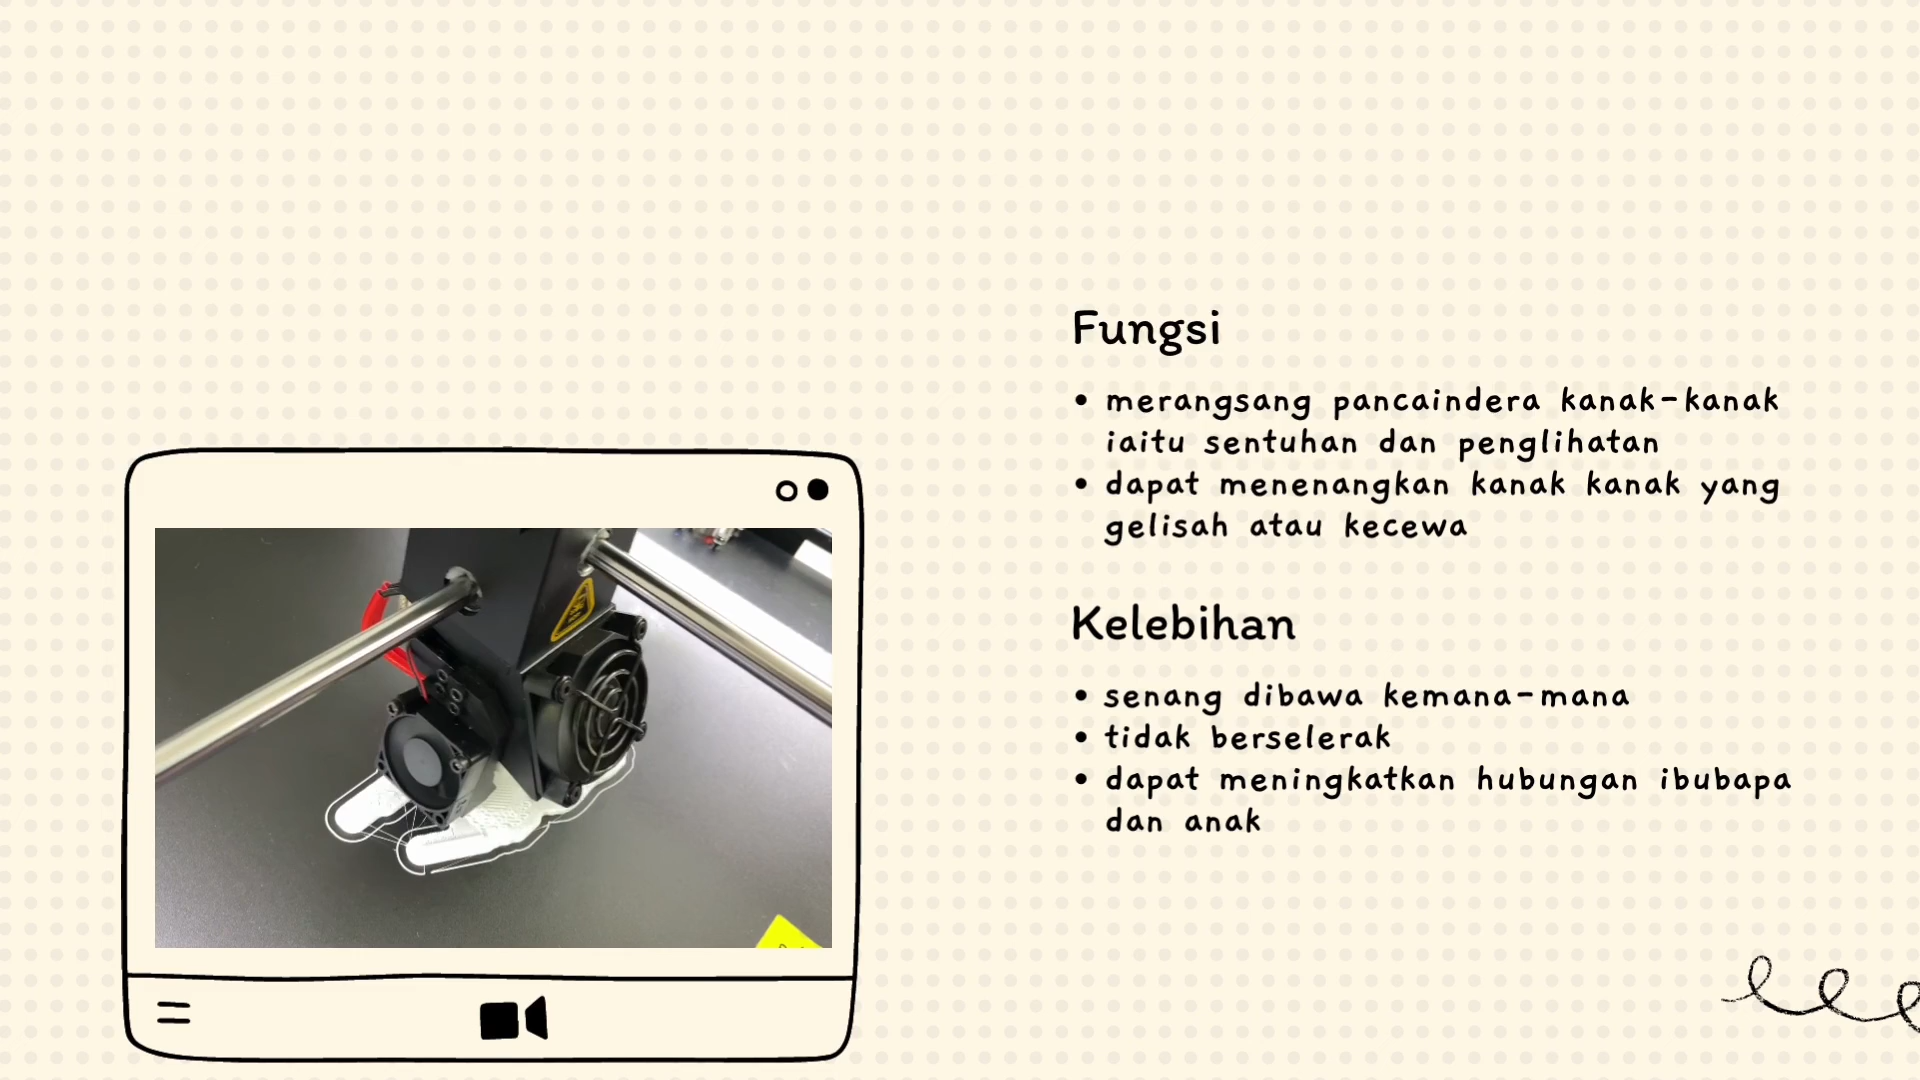 Fungsi
• merangsang pancaindera kanak-kanak
iaitu sentuhan dan penglihatan
• dapat menenangkan kanak kanak yang
gelisah atau kecewa
Kelebihan
• senang dibawa kemana-mana
• tidak berselerak
• dapat meningkatkan hubungan ibubapa
dan anak